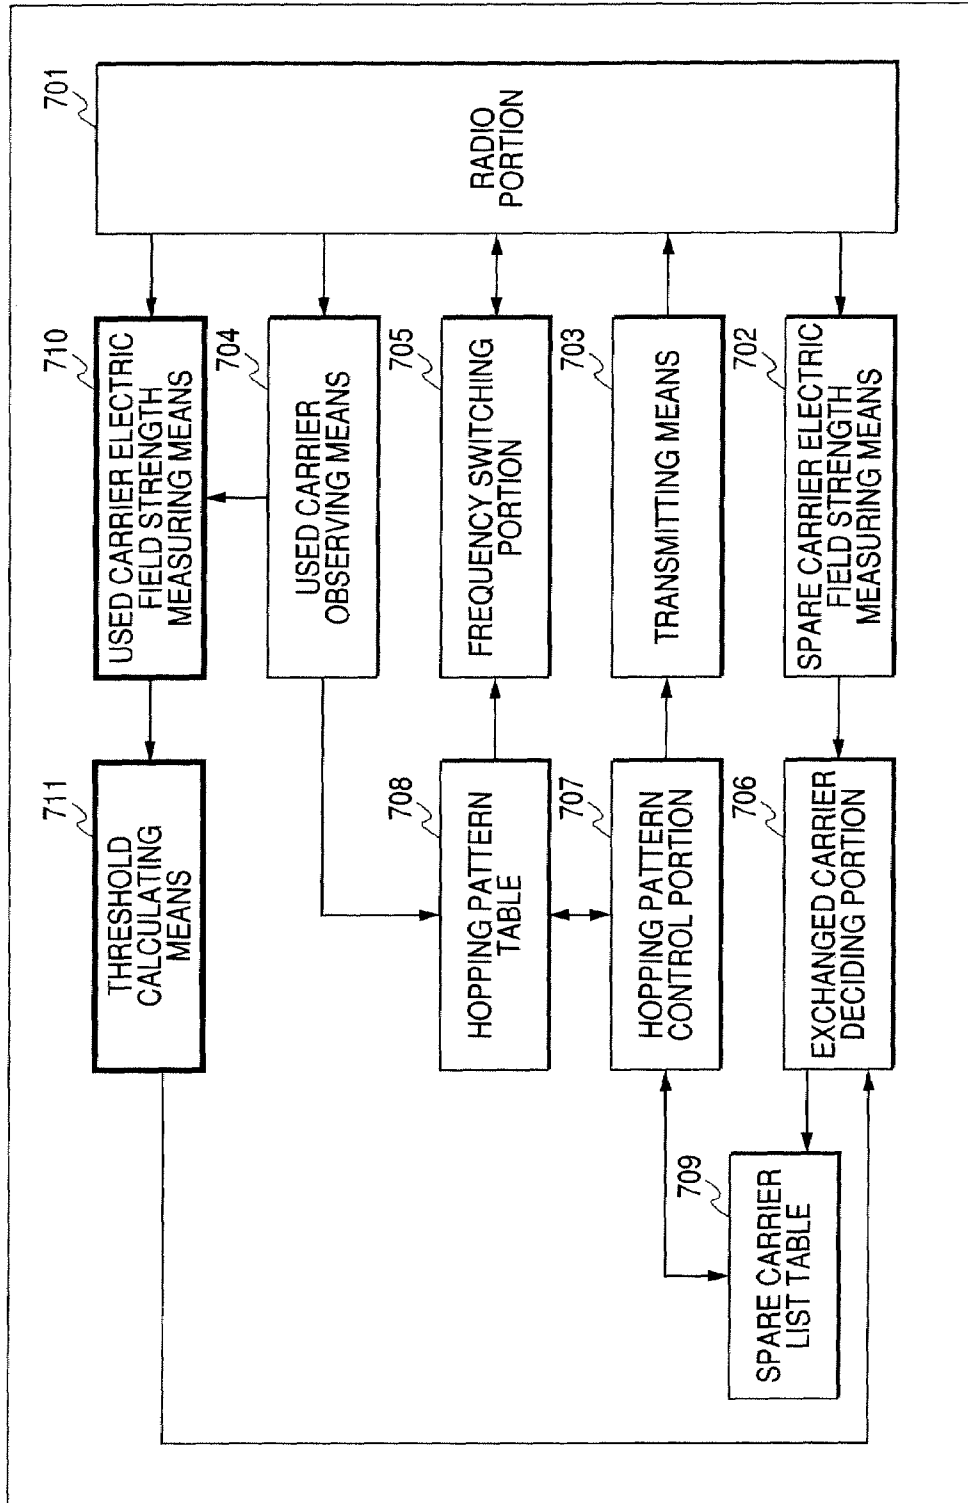 701
RADIO
PORTION
710
USED CARRIER ELECTRIC
FIELD STRENGTH
MEASURING MEANS
704
USED CARRIER
OBSERVING MEANS
705
FREQUENCY SWITCHING
PORTION
703
TRANSMITTING MEANS
702
SPARE CARRIER ELECTRIC
FIELD STRENGTH
MEASURING MEANS
711
THRESHOLD
CALCULATING
MEANS
708
HOPPING PATTERN
TABLE
707
HOPPING PATTERN
CONTROL PORTION
706
EXCHANGED CARRIER
DECIDING PORTION
709
SPARE CARRIER
LIST TABLE